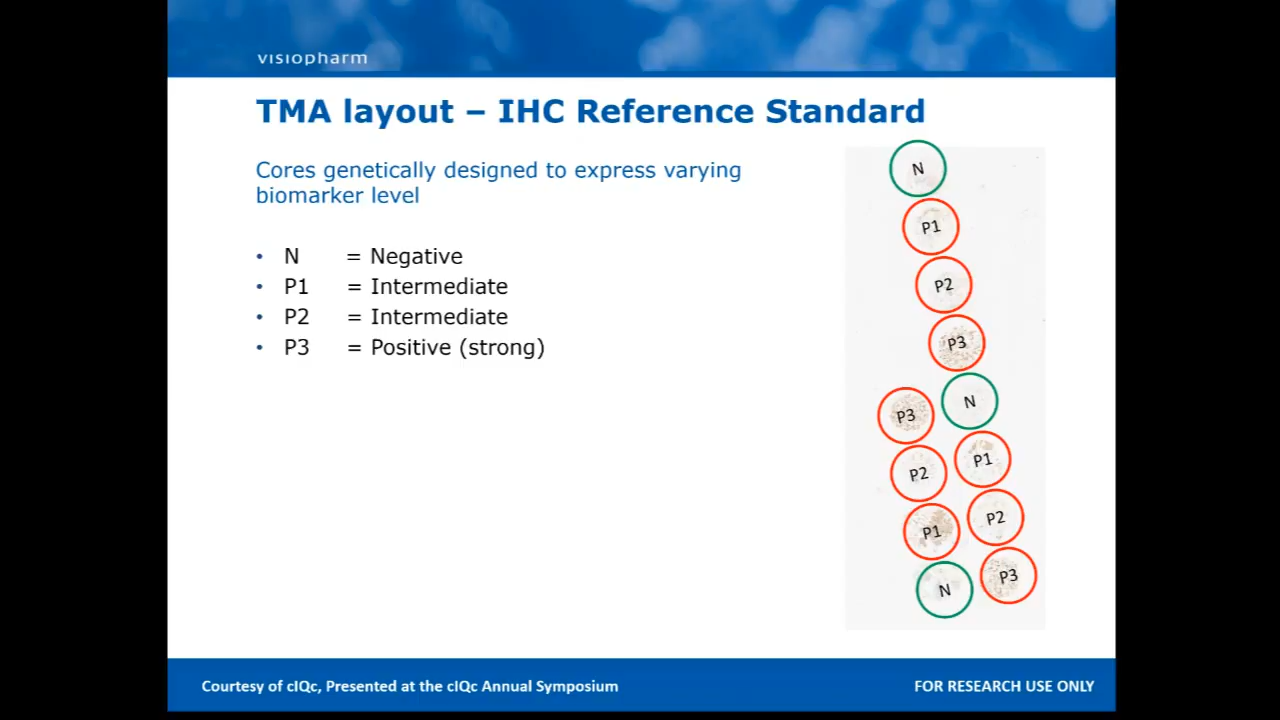 visiopharm
TMA layout – IHC Reference Standard
Cores genetically designed to express varying
biomarker level
• N = Negative
• P1 = Intermediate
• P2 = Intermediate
• P3 = Positive (strong)
N
P1
P2
P3
N
P3
P1
P2
P2
P1
P3
N
Courtesy of cIQc, Presented at the cIQc Annual Symposium
FOR RESEARCH USE ONLY